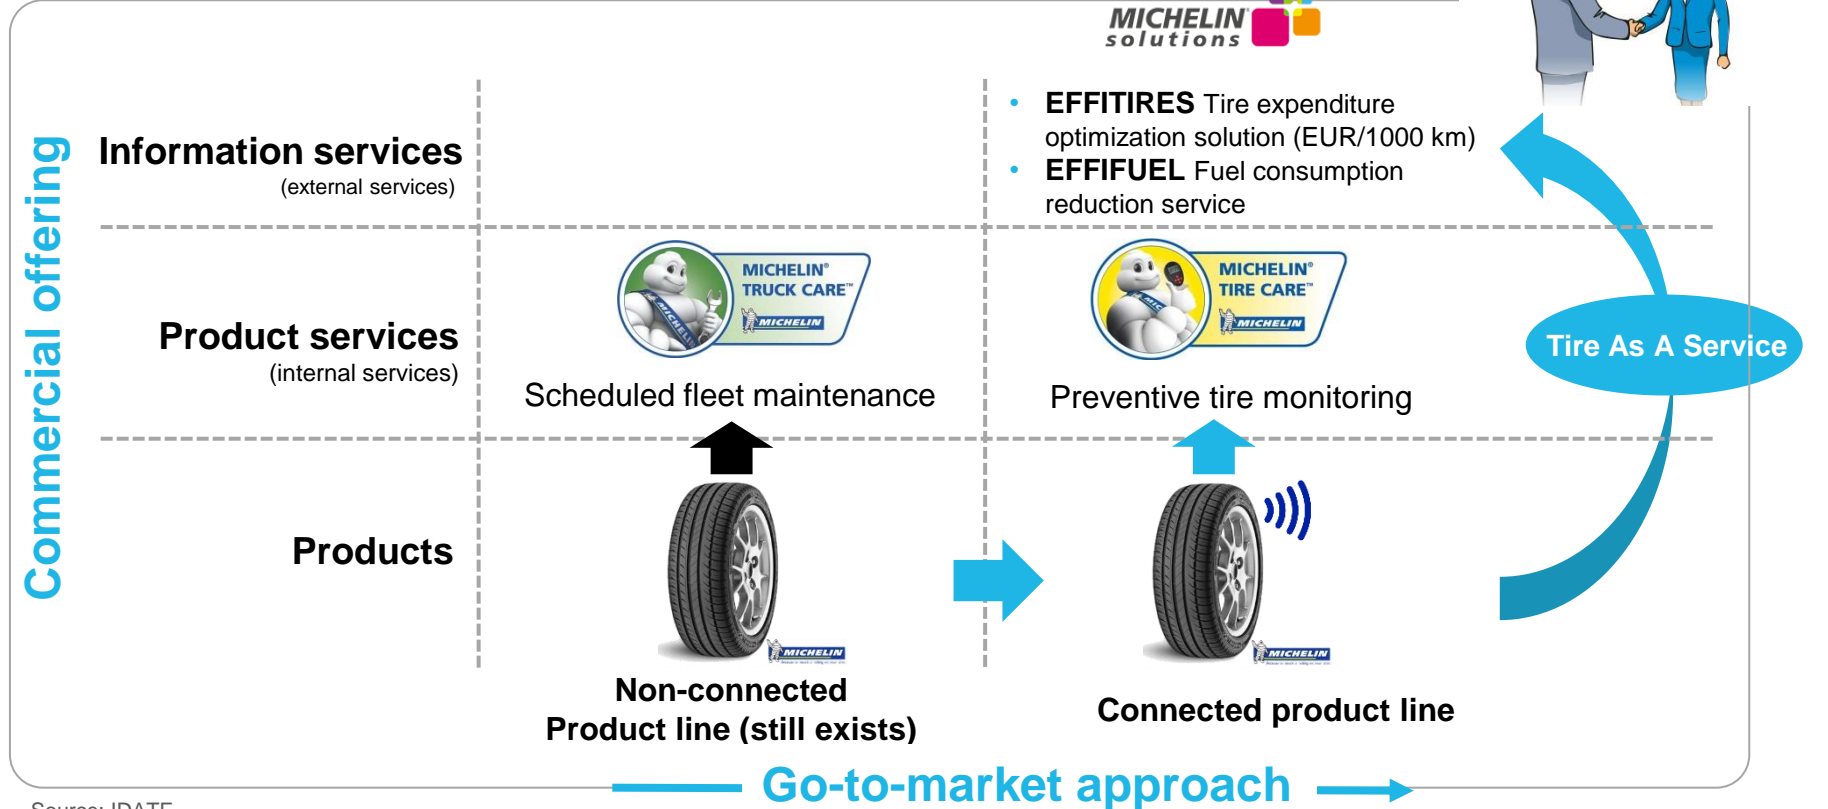 MICHELIN
solutions
Commercial offering
Information services
(external services)
• EFFITIRES Tire expenditure
optimization solution (EUR/1000 km)
• EFFIFUEL Fuel consumption
reduction service
Product services
(internal services)
MICHELIN®
TRUCK CARE™
MICHELIN
MICHELIN
Scheduled fleet maintenance
MICHELIN®
TIRE CARE™
MICHELIN
Preventive tire monitoring
Tire As A Service
Products
MICHELIN
MICHELIN
Non-connected
Product line (still exists)
Connected product line
Go-to-market approach
Source: IDATE